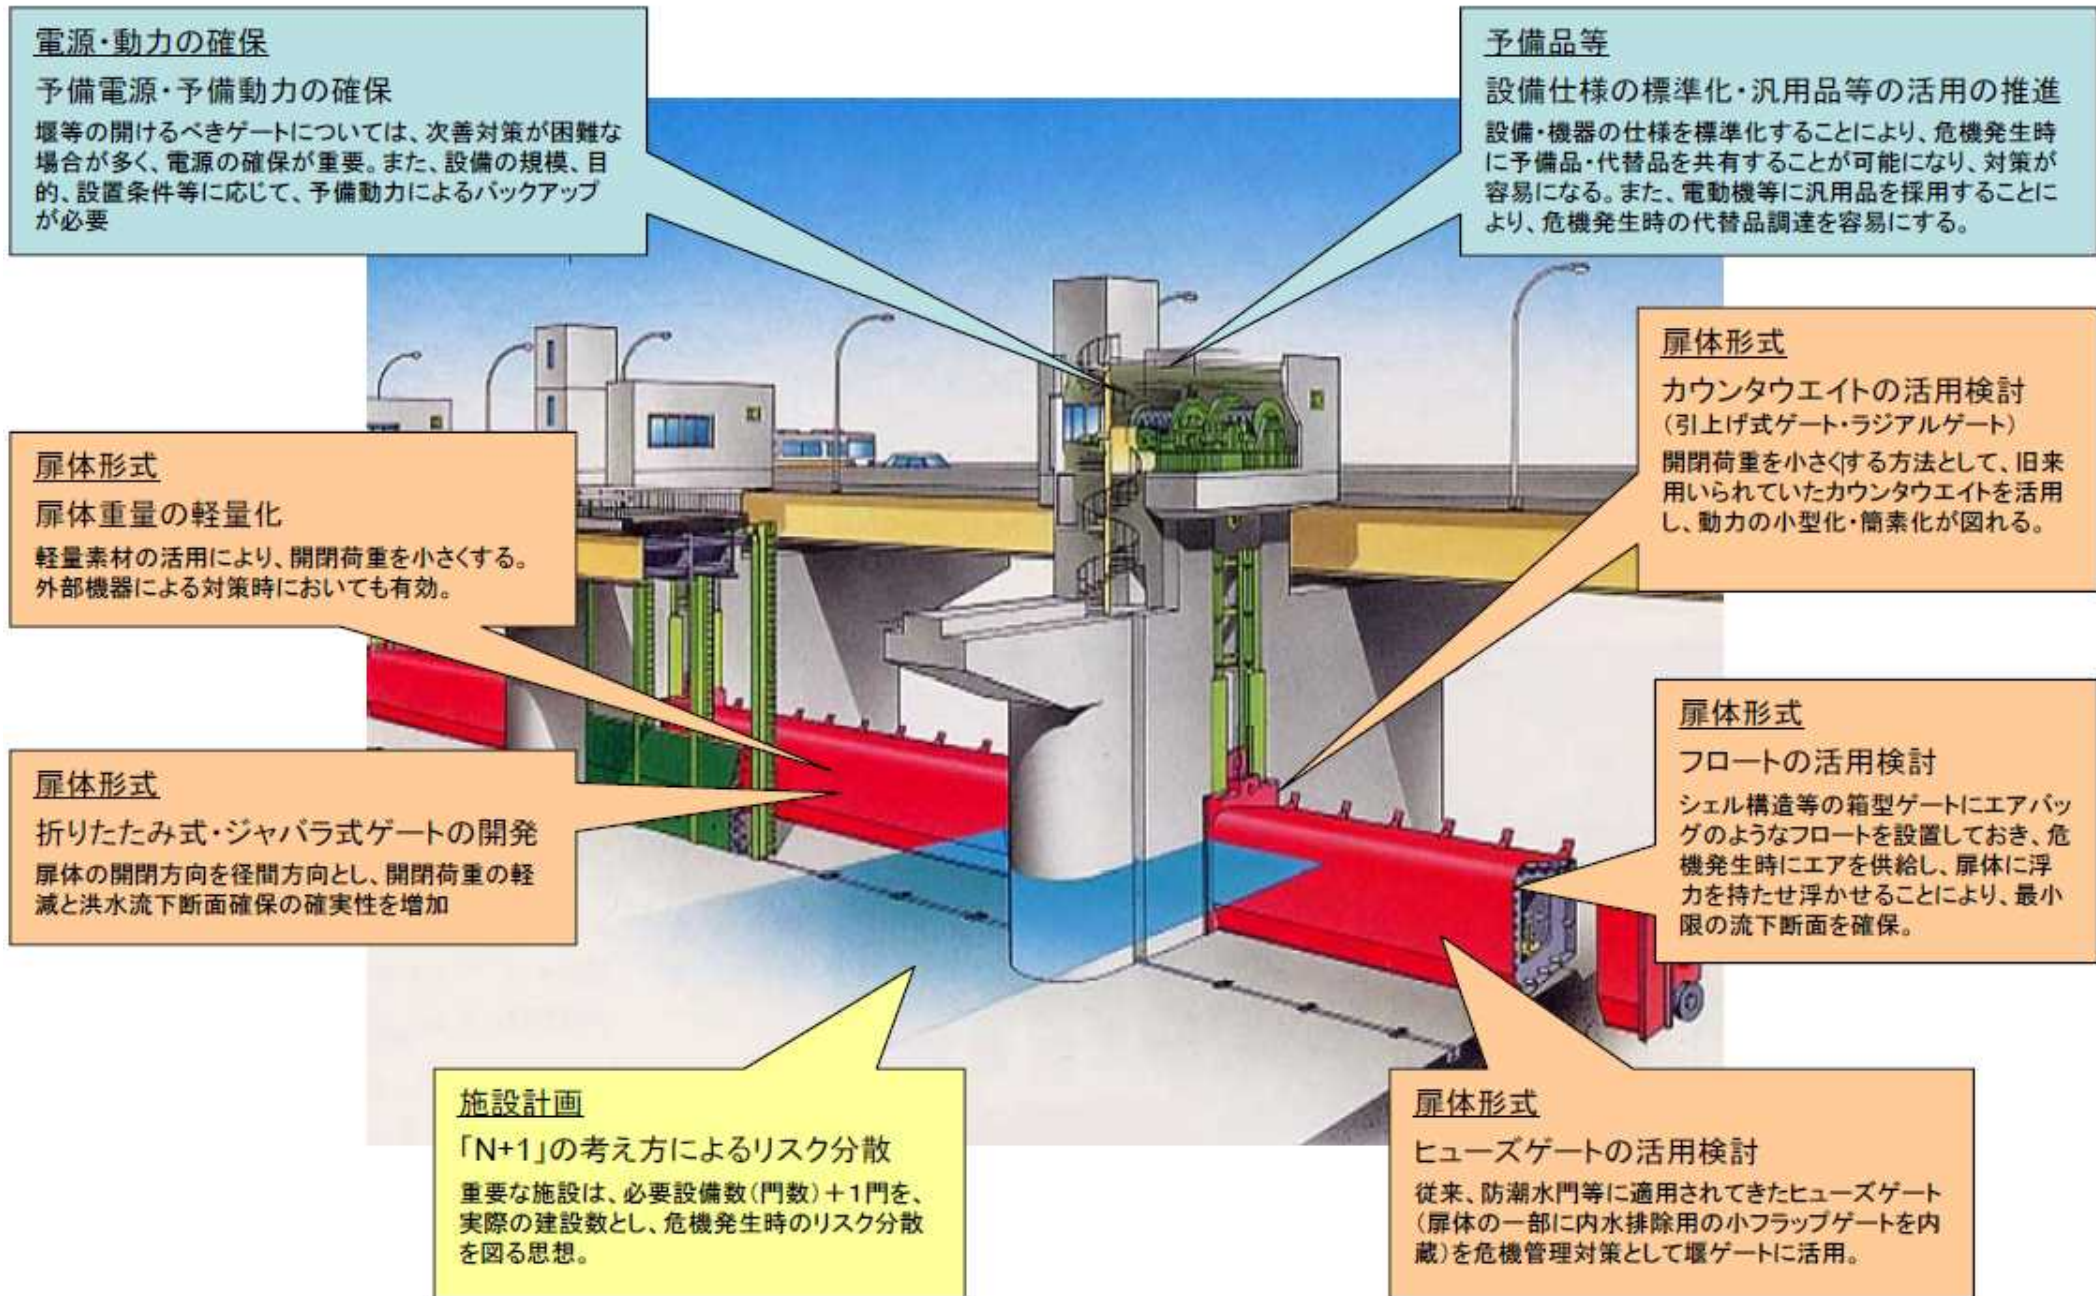 電源・動力の確保
予備電源・予備動力の確保
堰等の開けるべきゲートについては、次善対策が困難な
場合が多く、電源の確保が重要。また、設備の規模、目
的、設置条件等に応じて、予備動力によるバックアップ
が必要
予備品等
設備仕様の標準化・汎用品等の活用の推進
設備・機器の仕様を標準化することにより、危機発生時
に予備品・代替品を共有することが可能になり、対策が
容易になる。また、電動機等に汎用品を採用することに
より、危機発生時の代替品調達を容易にする。
扉体形式
カウンタウエイトの活用検討
(引上げ式ゲート・ラジアルゲート)
開閉荷重を小さくする方法として、旧来
用いられていたカウンタウエイトを活用
し、動力の小型化・簡素化が図れる。
扉体形式
扉体重量の軽量化
軽量素材の活用により、開閉荷重を小さくする。
外部機器による対策時においても有効。
扉体形式
フロートの活用検討
シェル構造等の箱型ゲートにエアバッ
グのようなフロートを設置しておき、危
機発生時にエアを供給し、扉体に浮
力を持たせ浮かせることにより、最小
限の流下断面を確保。
扉体形式
折りたたみ式・ジャバラ式ゲートの開発
扉体の開閉方向を径間方向とし、開閉荷重の軽
減と洪水流下断面確保の確実性を増加
施設計画
「N+1」の考え方によるリスク分散
重要な施設は、必要設備数(門数)+1門を、
実際の建設数とし、危機発生時のリスク分散
を図る思想。
扉体形式
ヒューズゲートの活用検討
従来、防潮水門等に適用されてきたヒューズゲート
(扉体の一部に内水排除用の小フラップゲートを内
蔵)を危機管理対策として堰ゲートに活用。